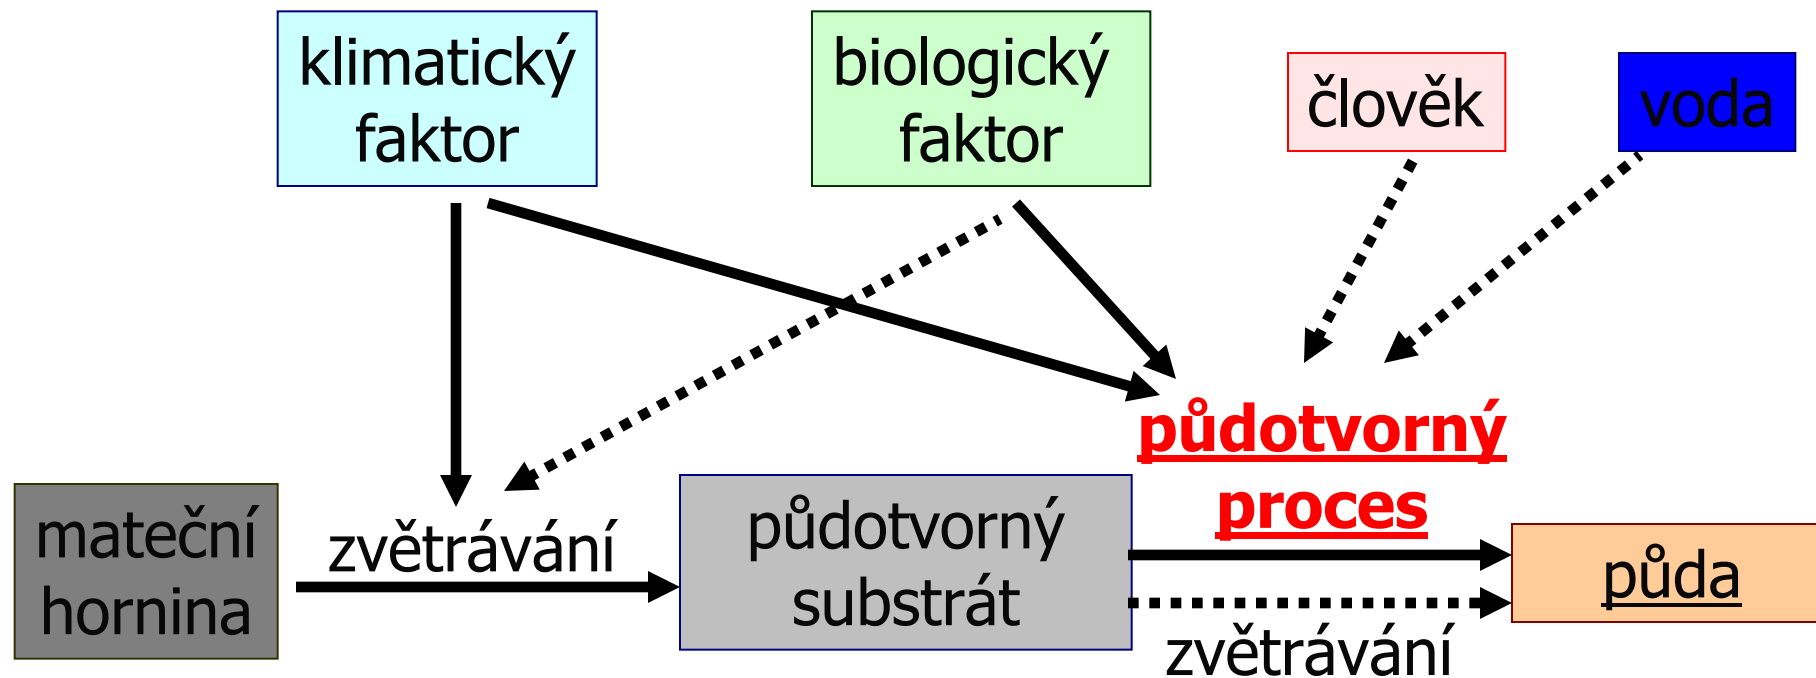 klimatický
faktor
biologický
faktor
člověk
voda
půdotvorný
proces
mateční
hornina
zvětrávání
půdotvorný
substrát
půda
zvětrávání